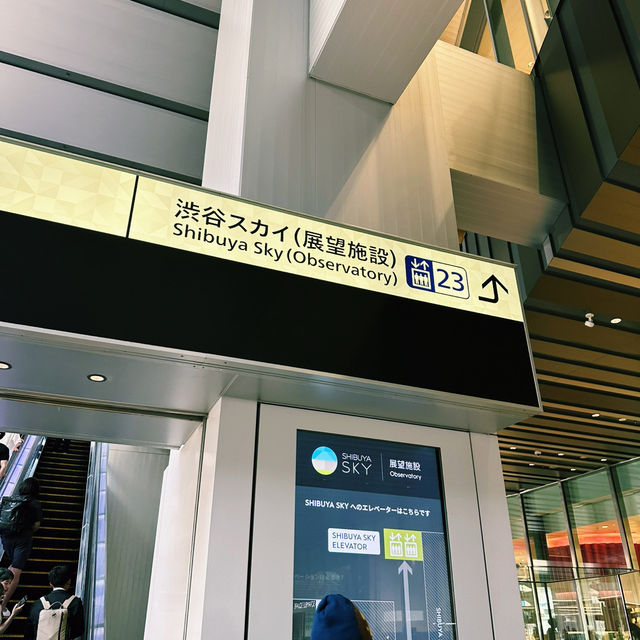 渋谷スカイ(展望施設)
Shibuya Sky (Observatory)
23
SHIBUYA
SKY
展望施設
Observatory
SHIBUYA SKY へのエレベーターはこちらです
SHIBUYA SKY
ELEVATOR
SHIBUYA